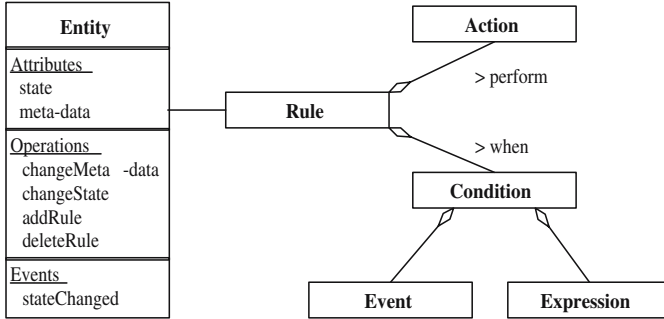 Entity
Attributes
state
meta-data
Operations
changeMeta -data
changeState
addRule
deleteRule
Events
stateChanged
Rule
Action
> perform
> when
Condition
Event
Expression